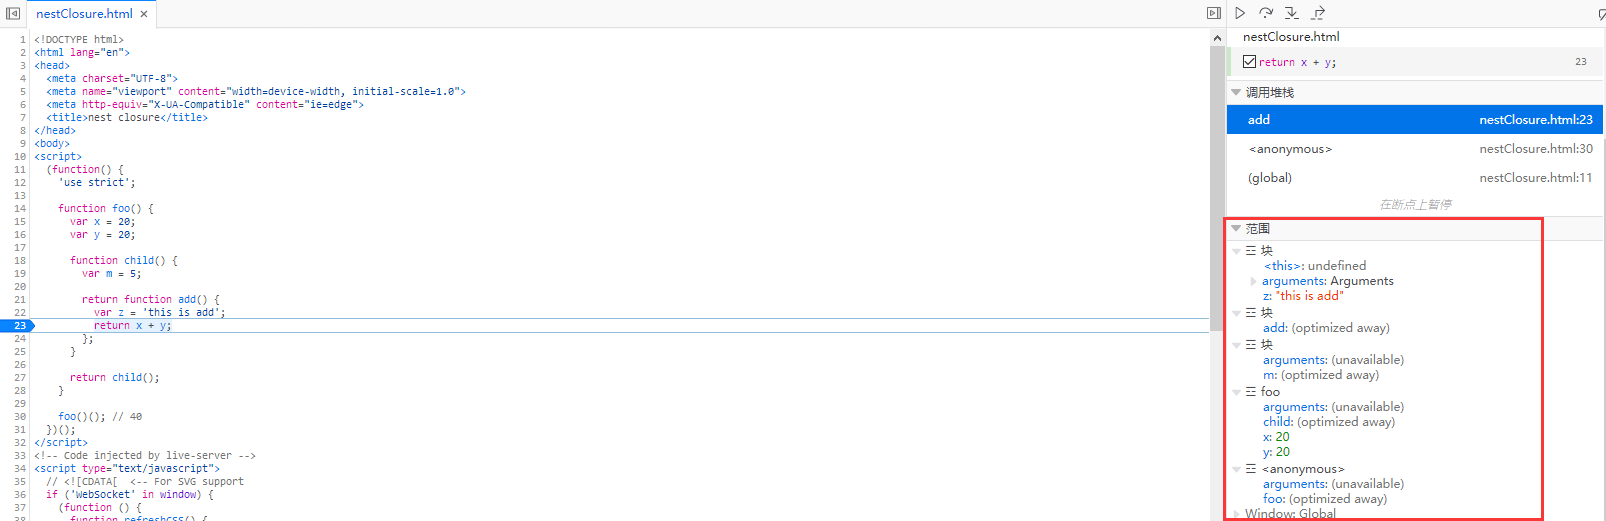 nestClosure.html ×
1 <!DOCTYPE html>
2 <html lang="en">
3 <head>
4 <meta charset="UTF-8">
5 <meta name="viewport" content="width=device-width, initial-scale=1.0">
6 <meta http-equiv="X-UA-Compatible" content="ie=edge">
7 <title>nest closure</title>
8 </head>
9 <body>
10 <script>
11 (function() {
12 'use strict';
13
14 function foo() {
15 var x = 20;
16 var y = 20;
17
18 function child() {
19 var m = 5;
20
21 return function add() {
22 var z = 'this is add';
23 return x + y;
24 };
25 }
26
27 return child();
28 }
29
30 foo()(); // 40
31 })();
32 </script>
33 <!-- Code injected by live-server -->
34 <script type="text/javascript">
35 // <![CDATA[ <-- For SVG support
36 if ('WebSocket' in window) {
37 (function () {
38 function refreshCSS() {
nestClosure.html
return x + y; 23
调用堆栈
add nestClosure.html:23
<anonymous> nestClosure.html:30
(global) nestClosure.html:11
在断点上暂停
范围
块
<this>: undefined
arguments: Arguments
z: "this is add"
块
add: (optimized away)
块
arguments: (unavailable)
m: (optimized away)
foo
arguments: (unavailable)
child: (optimized away)
x: 20
y: 20
<anonymous>
arguments: (unavailable)
foo: (optimized away)
Window: Global